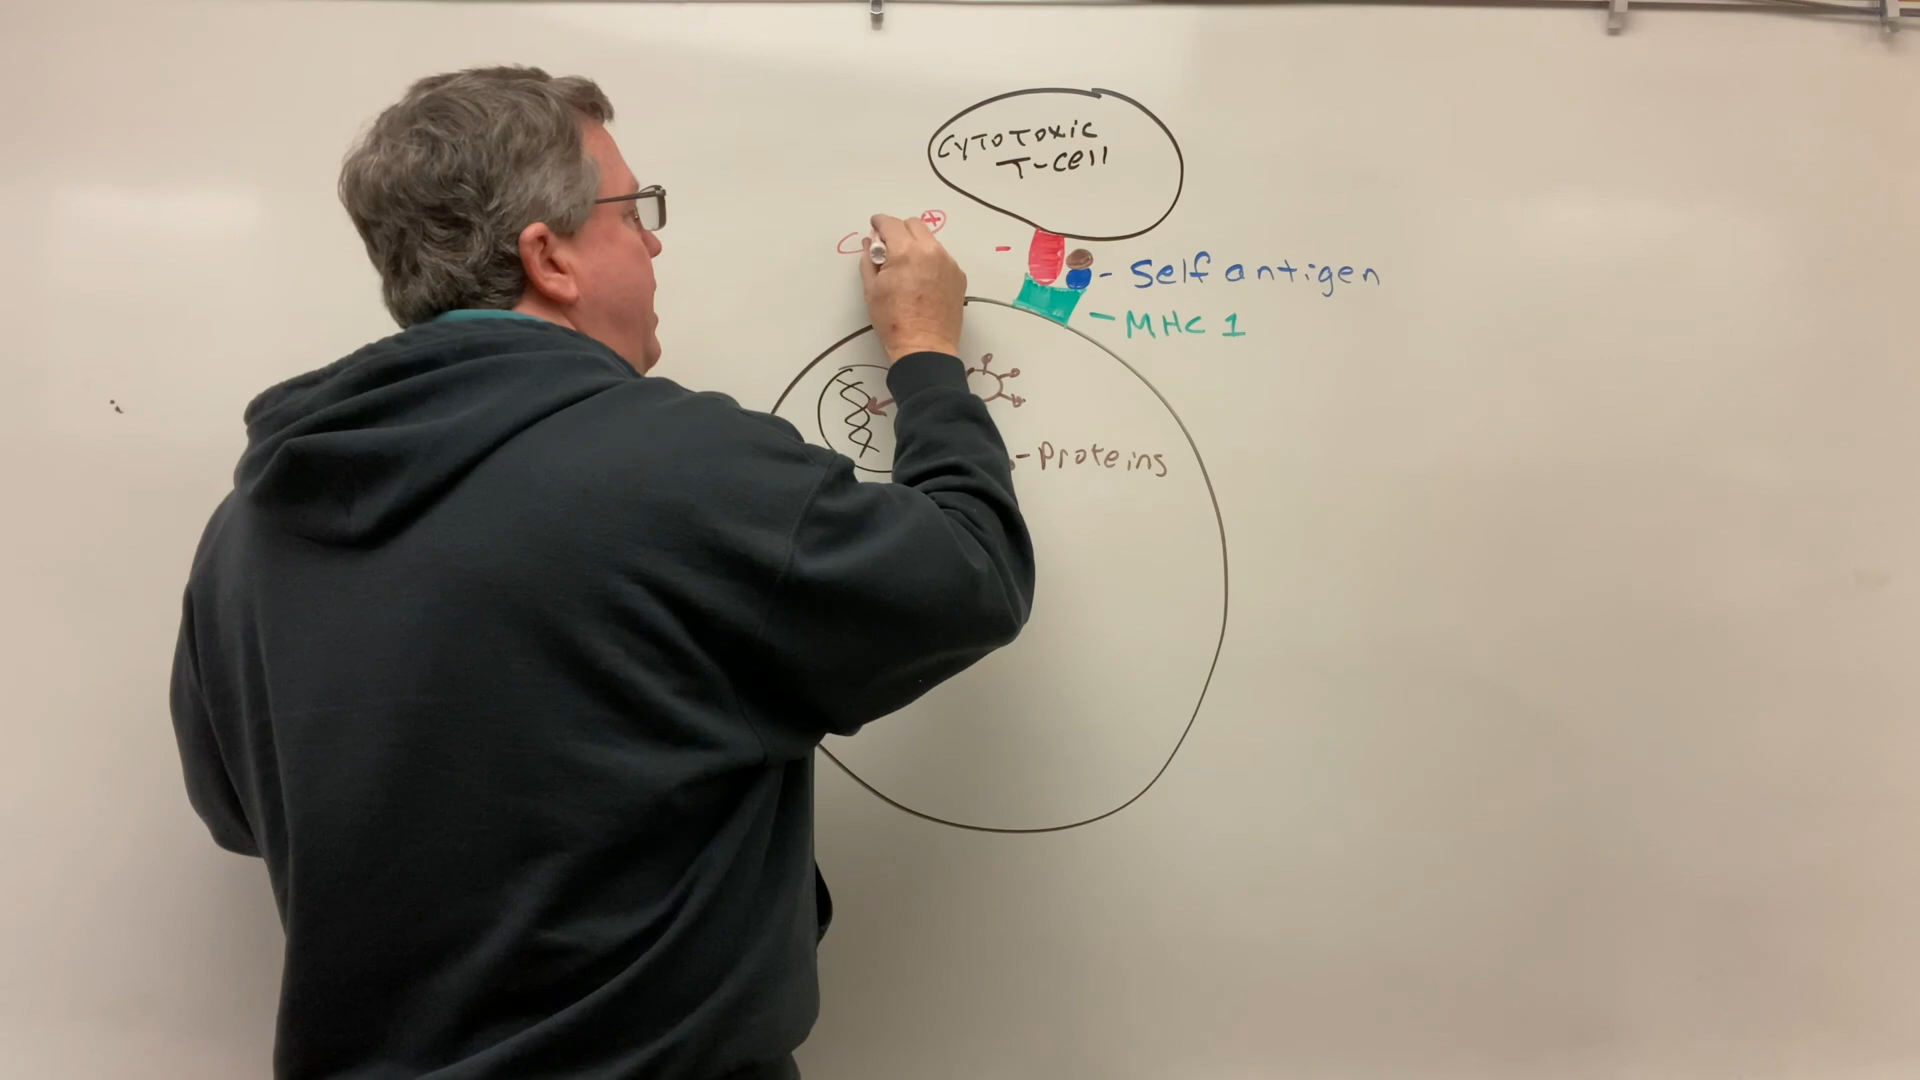 CYTOTOXIC
T-cell
C
+
- Self antigen
- MHC 1
- Proteins